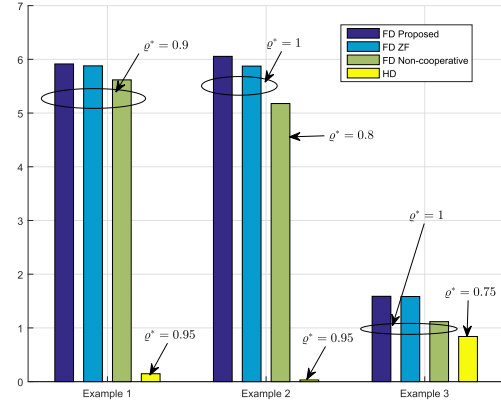 7
6
5
4
3
2
1
0
FD Proposed
FD ZF
FD Non-cooperative
HD
ϱ* = 0.9
ϱ* = 1
ϱ* = 0.8
ϱ* = 1
ϱ* = 0.75
ϱ* = 0.95
ϱ* = 0.95
Example 1
Example 2
Example 3